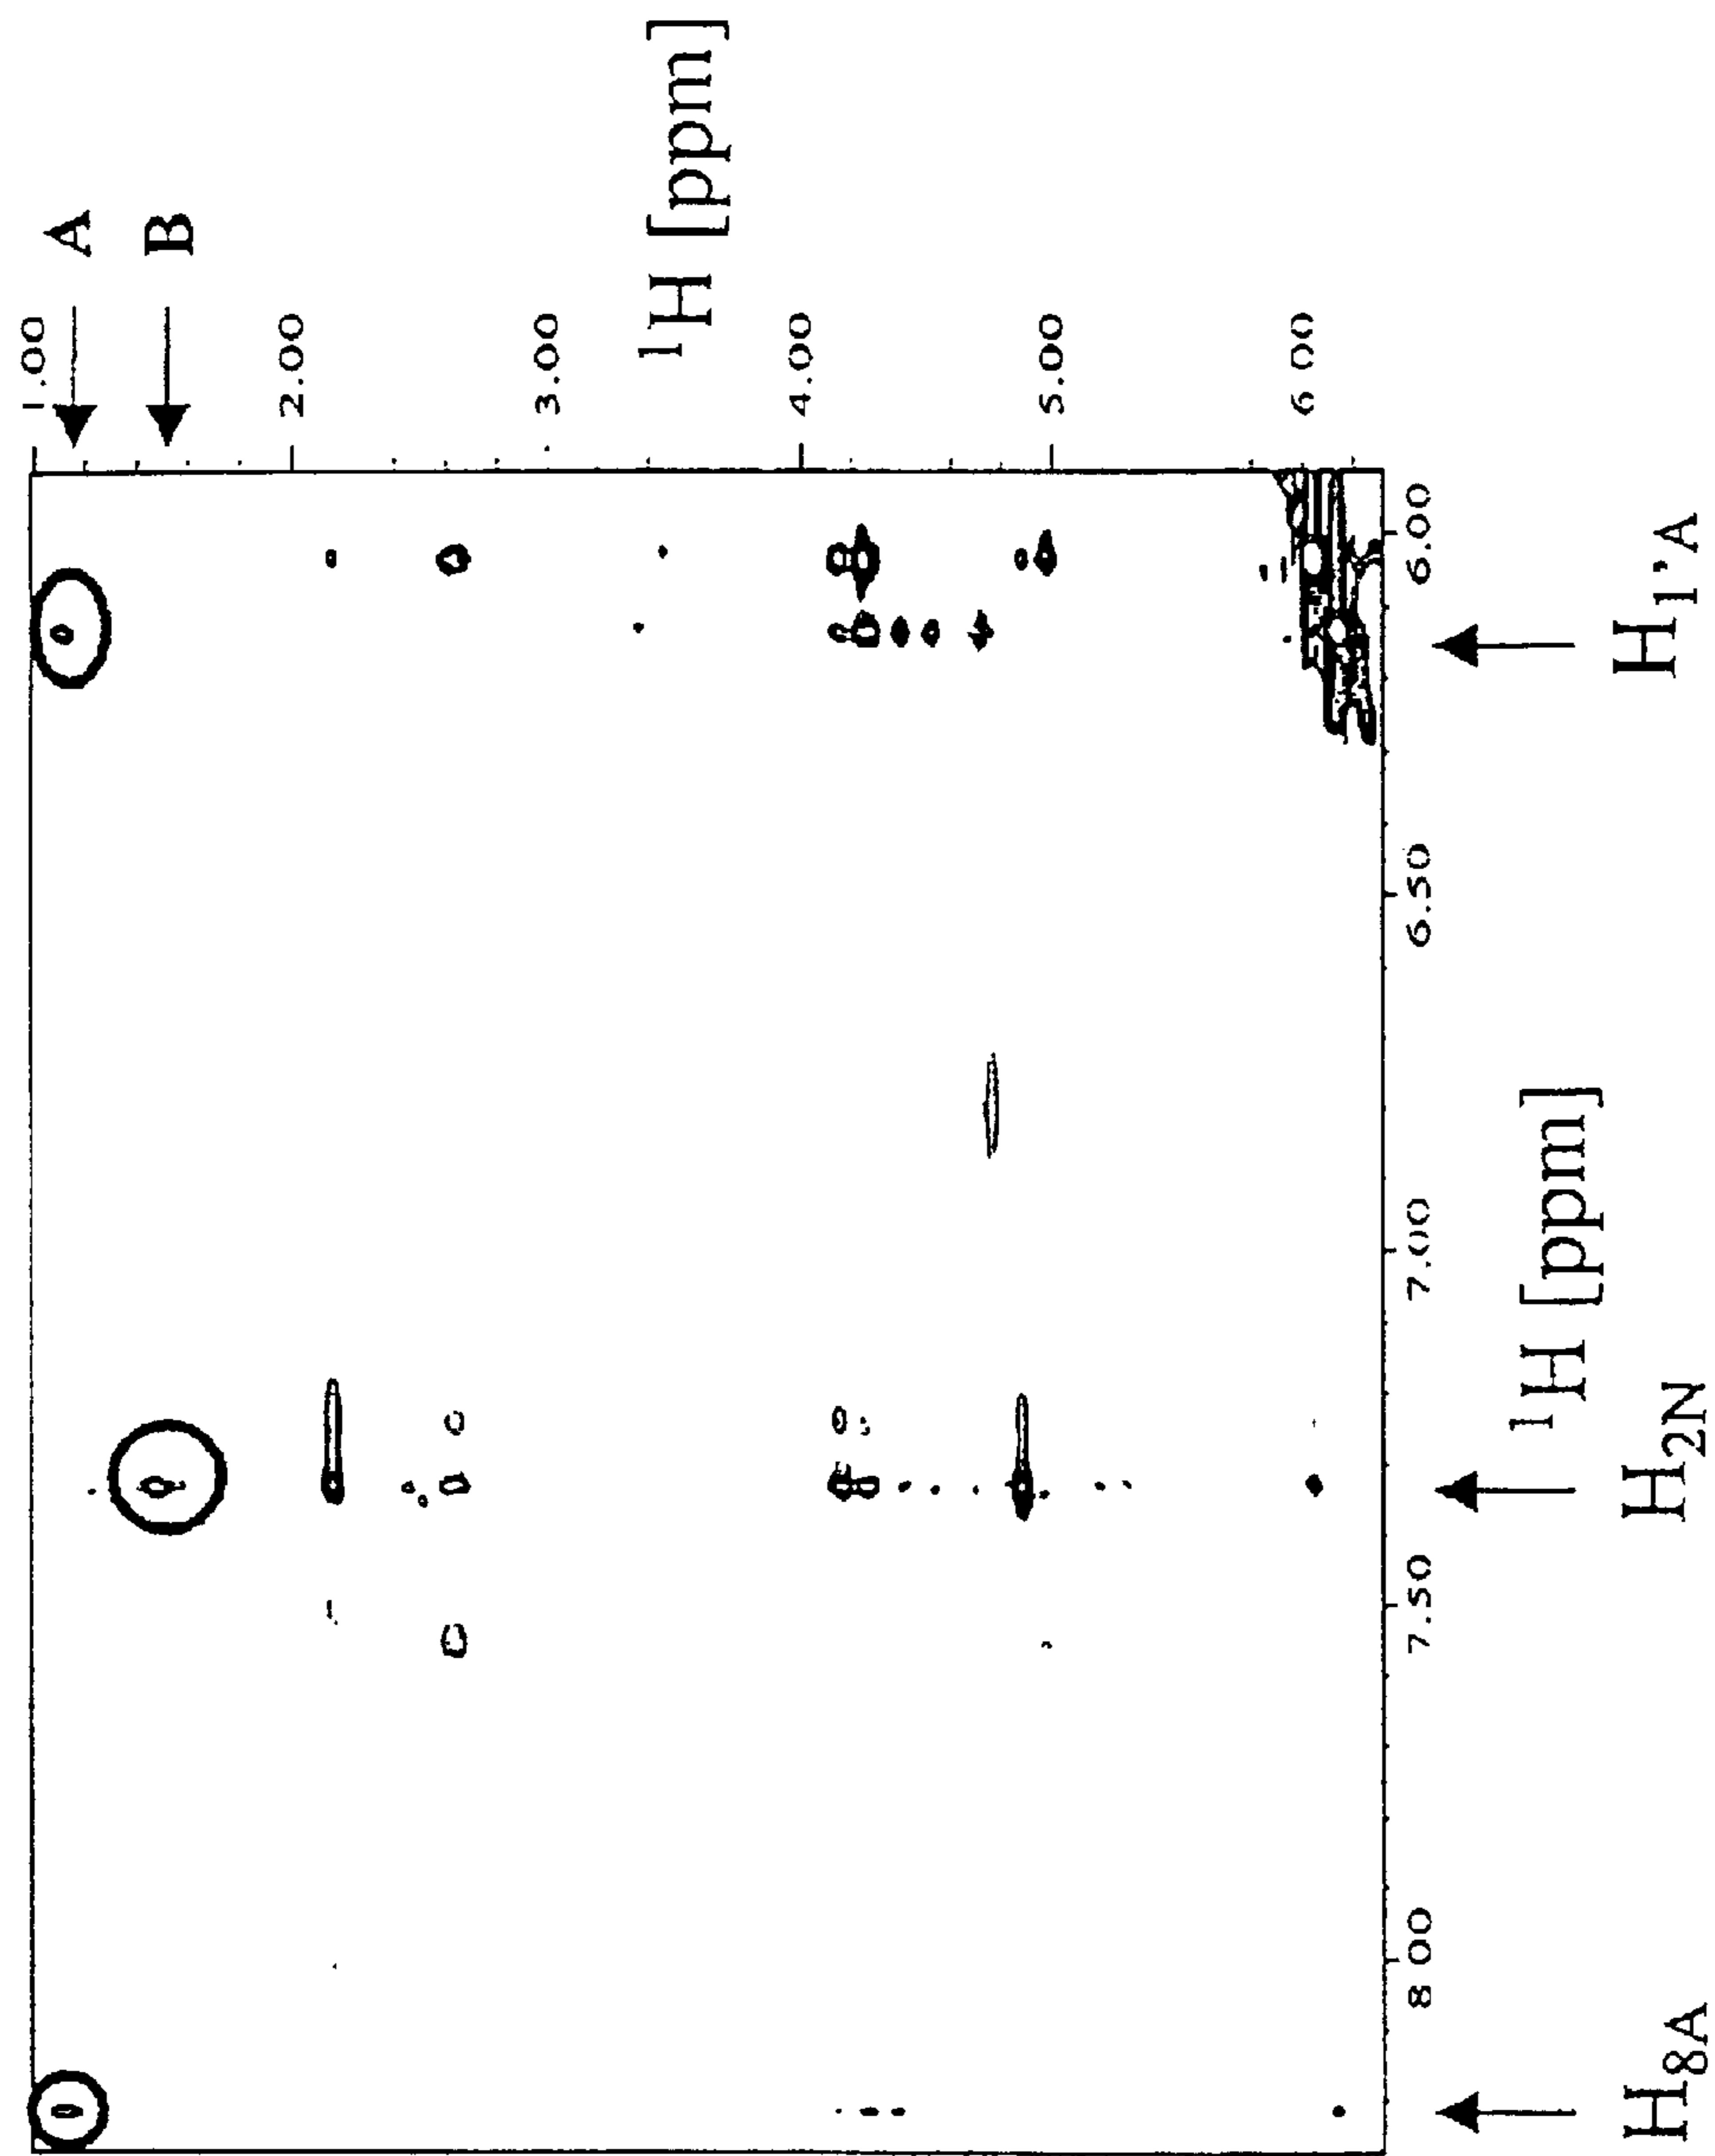 A
B
1.00
2.00
3.00
4.00
5.00
6 00
¹H [ppm]
8 00
7.50
7.00
6.50
6.00
¹H [ppm]
H₈A
H₂N
H₁'A